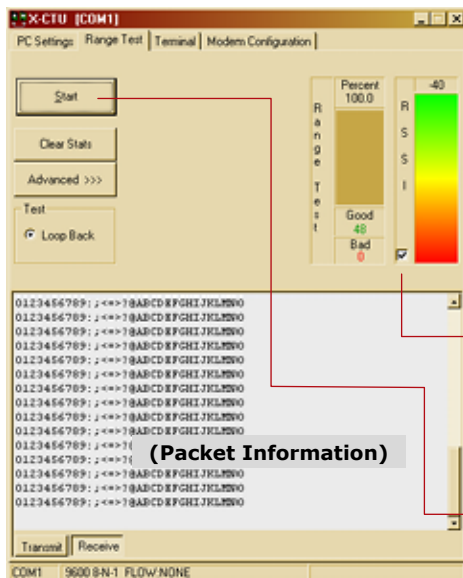 X-CTU [COM1]
PC Settings Range Test Terminal Modem Configuration
Start
Clear Stats
Advanced >>>
Test
Loop Back
Range Test
Percent
100.0
Good
48
Bad
0
-40
RSSI
0123456789:;<=>?@ABCDEFGHIJKLMNO
0123456789:;<=>?@ABCDEFGHIJKLMNO
0123456789:;<=>?@ABCDEFGHIJKLMNO
0123456789:;<=>?@ABCDEFGHIJKLMNO
0123456789:;<=>?@ABCDEFGHIJKLMNO
0123456789:;<=>?@ABCDEFGHIJKLMNO
0123456789:;<=>?@ABCDEFGHIJKLMNO
0123456789:;<=>?@ABCDEFGHIJKLMNO
0123456789:;<=>?@ABCDEFGHIJKLMNO
0123456789:;<=>?@ABCDEFGHIJKLMNO
0123456789:;<=>?
(Packet Information)
0123456789:;<=>?
0123456789:;<=>?@ABCDEFGHIJKLMNO
0123456789:;<=>?@ABCDEFGHIJKLMNO
0123456789:;<=>?@ABCDEFGHIJKLMNO
Transmit Receive
COM1 9600 8-N-1 FLOW:NONE